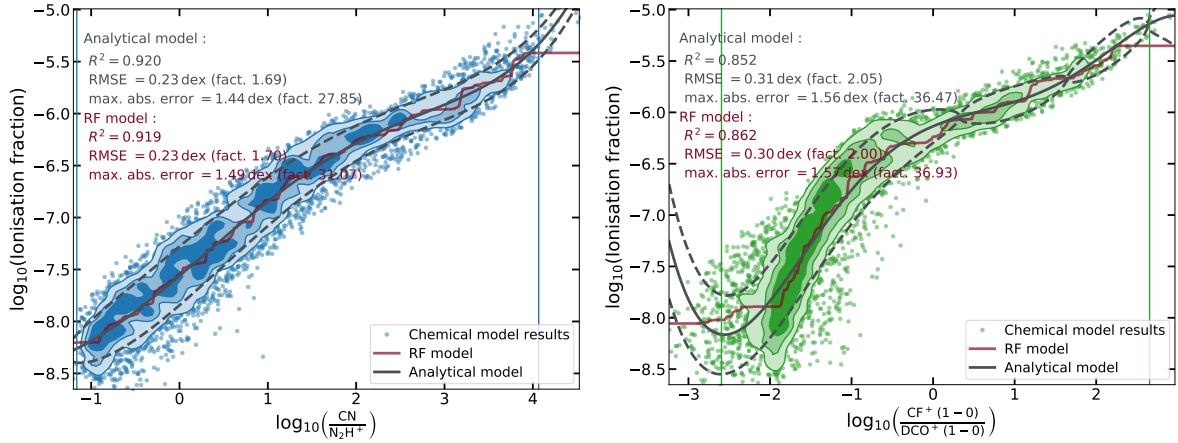 Analytical model :
R² = 0.920
RMSE = 0.23 dex (fact. 1.69)
max. abs. error = 1.44 dex (fact. 27.85)
RF model :
R² = 0.919
RMSE = 0.23 dex (fact. 1.70)
max. abs. error = 1.49 dex (fact. 31.07)
−5.0
−5.5
−6.0
−6.5
−7.0
−7.5
−8.0
−8.5
log₁₀(Ionisation fraction)
Chemical model results
RF model
Analytical model
−1 0 1 2 3 4
log₁₀(CN/N₂H⁺)
Analytical model :
R² = 0.852
RMSE = 0.31 dex (fact. 2.05)
max. abs. error = 1.56 dex (fact. 36.47)
RF model :
R² = 0.862
RMSE = 0.30 dex (fact. 2.00)
max. abs. error = 1.57 dex (fact. 36.93)
−5.0
−5.5
−6.0
−6.5
−7.0
−7.5
−8.0
−8.5
log₁₀(Ionisation fraction)
Chemical model results
RF model
Analytical model
−3 −2 −1 0 1 2
log₁₀(CF⁺ (1−0)/DCO⁺ (1−0))